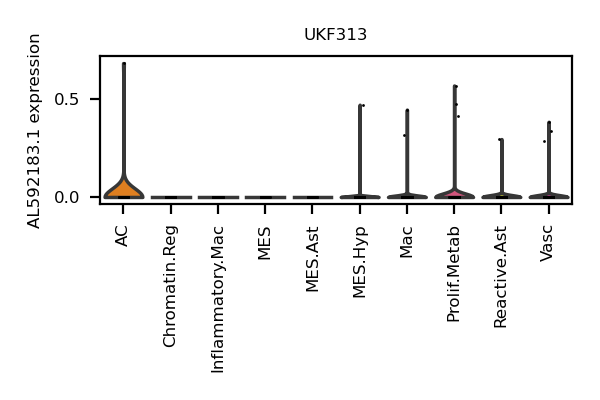 UKF313
AL592183.1 expression
0.5
0.0
AC
Chromatin.Reg
Inflammatory.Mac
MES
MES.Ast
MES.Hyp
Mac
Prolif.Metab
Reactive.Ast
Vasc